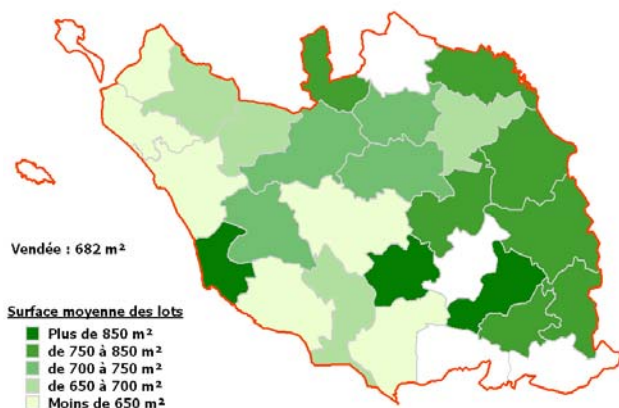 Vendée : 682 m²
Surface moyenne des lots
Plus de 850 m²
de 750 à 850 m²
de 700 à 750 m²
de 650 à 700 m²
Moins de 650 m²